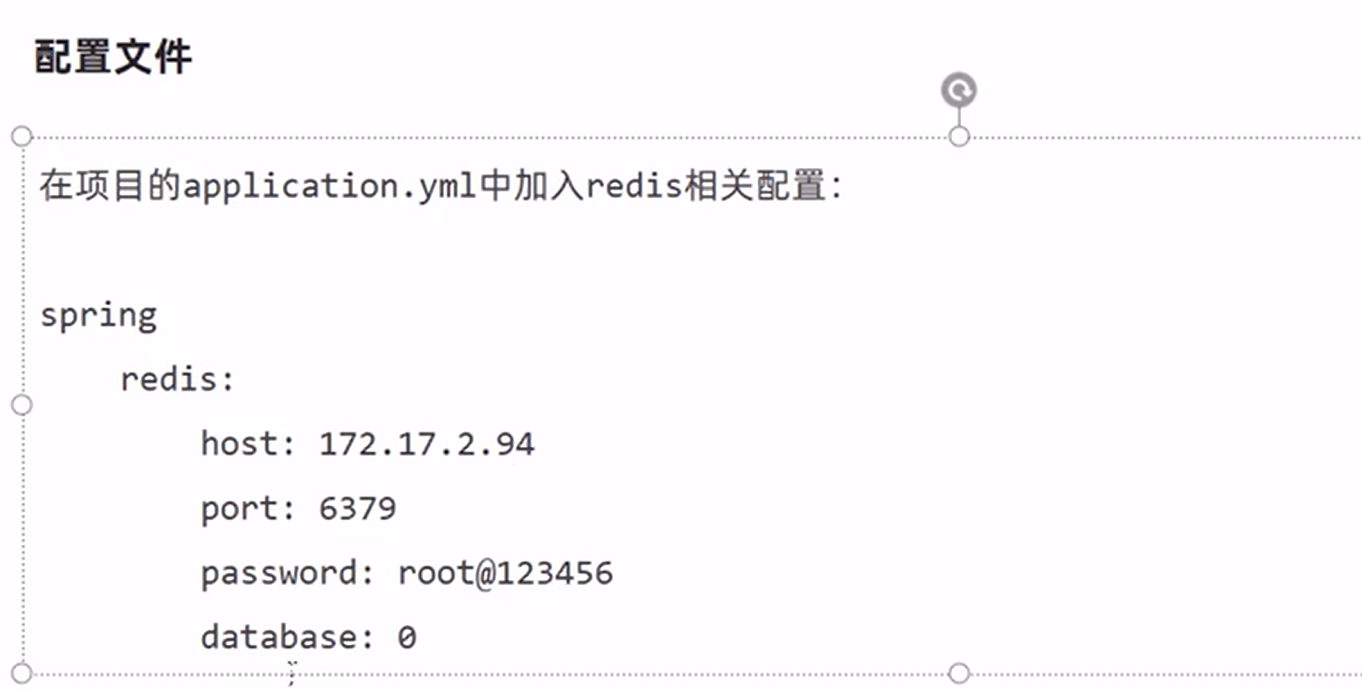 配置文件
在项目的application.yml中加入redis相关配置：
spring
redis:
host: 172.17.2.94
port: 6379
password: root@123456
database: 0